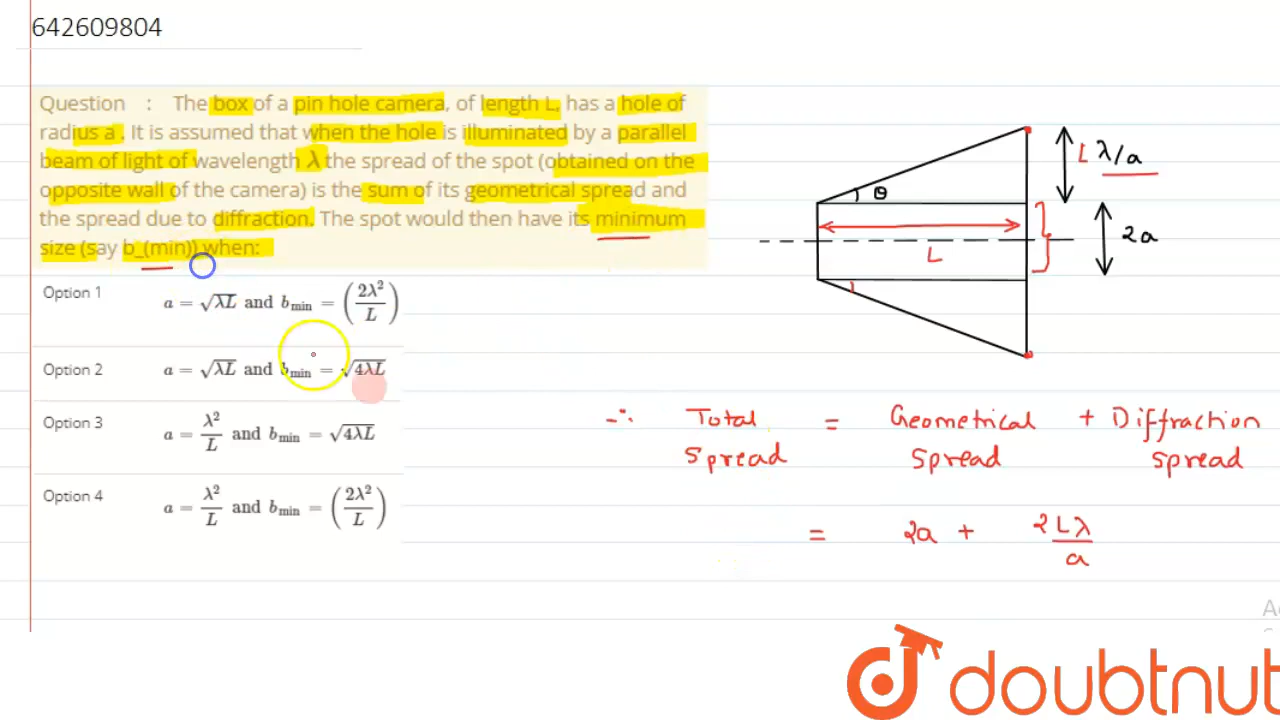 642609804
Question : The box of a pin hole camera, of length L, has a hole of
radius a . It is assumed that when the hole is illuminated by a parallel
beam of light of wavelength λ the spread of the spot (obtained on the
opposite wall of the camera) is the sum of its geometrical spread and
the spread due to diffraction. The spot would then have its minimum
size (say b_(min)) when:
Option 1 a = √λL and b_min = (2λ²/L)
Option 2 a = √λL and b_min = √4λL
Option 3 a = λ²/L and b_min = √4λL
Option 4 a = λ²/L and b_min = (2λ²/L)
θ
L λ/a
L
2a
∴ Total = Geometrical + Diffraction
Spread Spread Spread
= 2a + 2Lλ/a
doubtnut